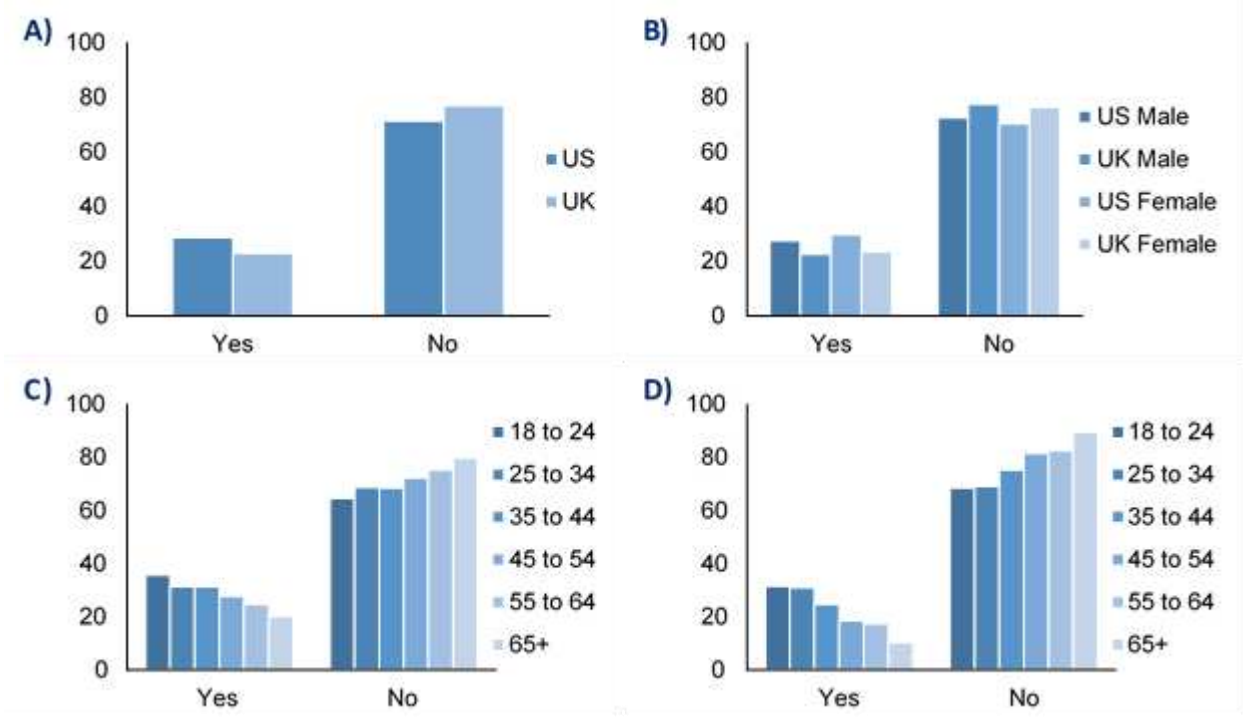 A)
100
80
60
40
20
0
Yes No
US
UK
B)
100
80
60
40
20
0
Yes No
US Male
UK Male
US Female
UK Female
C)
100
80
60
40
20
0
Yes No
18 to 24
25 to 34
35 to 44
45 to 54
55 to 64
65+
D)
100
80
60
40
20
0
Yes No
18 to 24
25 to 34
35 to 44
45 to 54
55 to 64
65+